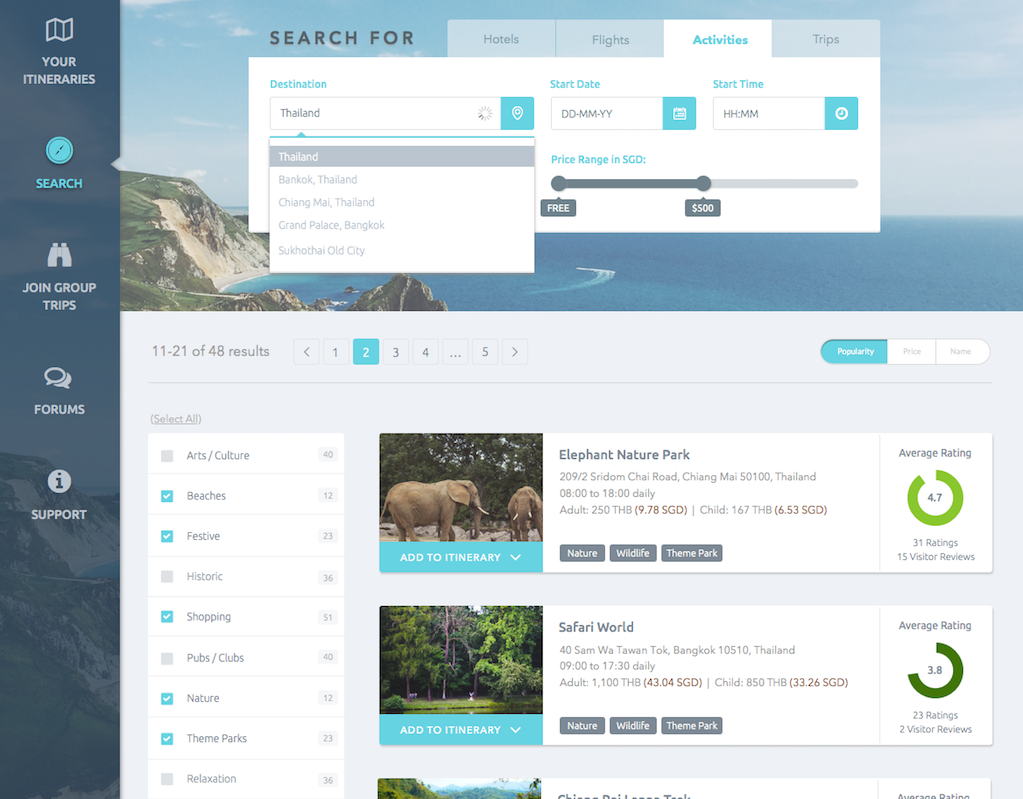 YOUR
ITINERARIES
SEARCH
JOIN GROUP
TRIPS
FORUMS
SUPPORT
SEARCH FOR
Hotels
Flights
Activities
Trips
Destination
Thailand
Start Date
DD-MM-YY
Start Time
HH:MM
Thailand
Bankok, Thailand
Chiang Mai, Thailand
Grand Palace, Bangkok
Sukhothai Old City
Price Range in SGD:
FREE
$500
11-21 of 48 results
1
2
3
4
...
5
Popularity
Price
Name
(Select All)
Arts / Culture 40
Beaches 12
Festive 23
Historic 36
Shopping 51
Pubs / Clubs 40
Nature 12
Theme Parks 23
Relaxation 36
ADD TO ITINERARY
Elephant Nature Park
209/2 Sridom Chai Road, Chiang Mai 50100, Thailand
08:00 to 18:00 daily
Adult: 250 THB (9.78 SGD) | Child: 167 THB (6.53 SGD)
Nature
Wildlife
Theme Park
Average Rating
4.7
31 Ratings
15 Visitor Reviews
ADD TO ITINERARY
Safari World
40 Sam Wa Tawan Tok, Bangkok 10510, Thailand
09:00 to 17:30 daily
Adult: 1,100 THB (43.04 SGD) | Child: 850 THB (33.26 SGD)
Nature
Wildlife
Theme Park
Average Rating
3.8
23 Ratings
2 Visitor Reviews
Average Rating